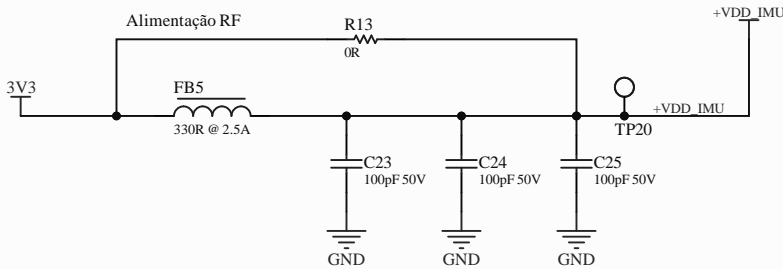 +VDD_IMU
Alimentação RF
R13
0R
3V3
FB5
330R @ 2.5A
+VDD_IMU
TP20
C23
100pF 50V
C24
100pF 50V
C25
100pF 50V
GND
GND
GND